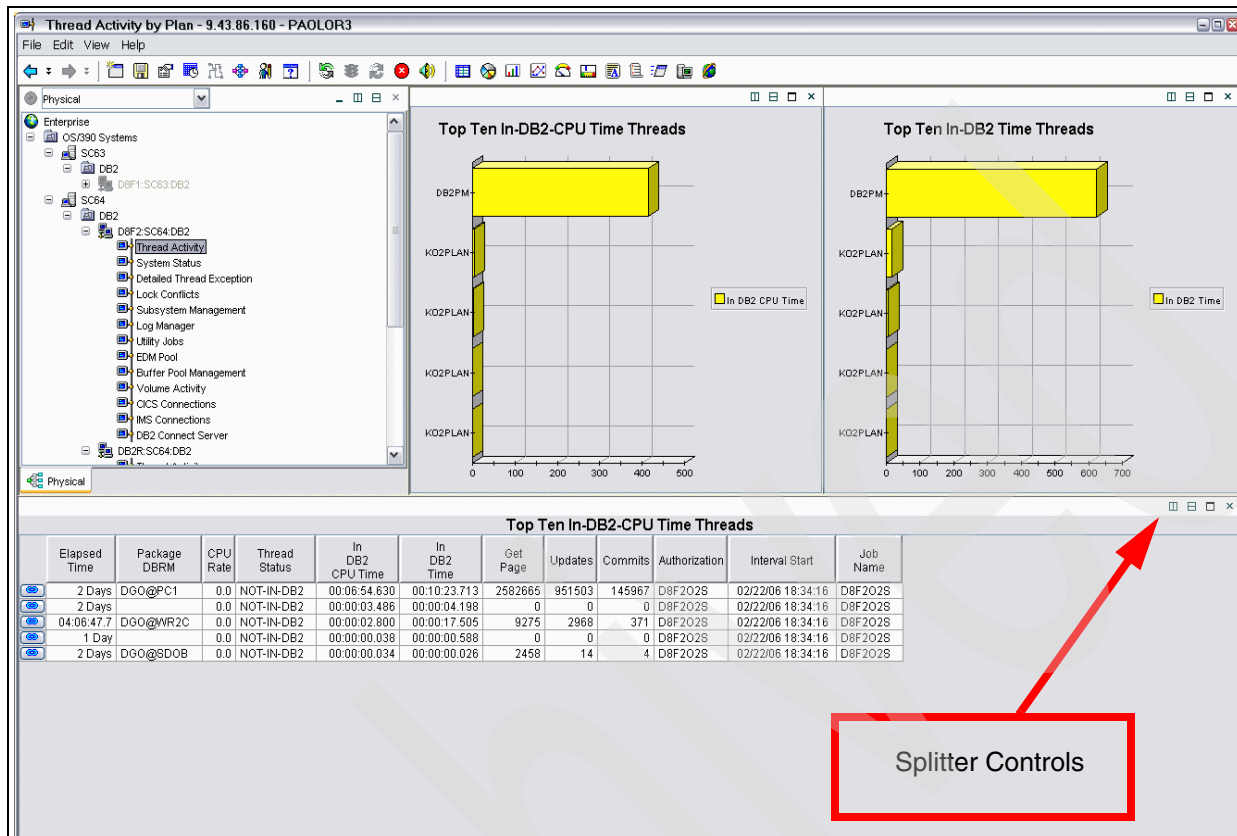 Thread Activity by Plan - 9.43.86.160 - PAOLOR3
File Edit View Help
Physical
Enterprise
OS/390 Systems
SC63
DB2
D8F1:SC63:DB2
SC64
DB2
D8F2:SC64:DB2
Thread Activity
System Status
Detailed Thread Exception
Lock Conflicts
Subsystem Management
Log Manager
Utility Jobs
EDM Pool
Buffer Pool Management
Volume Activity
CICS Connections
IMS Connections
DB2 Connect Server
DB2R:SC64:DB2
Physical
Top Ten In-DB2-CPU Time Threads
DB2PM
KO2PLAN
KO2PLAN
KO2PLAN
KO2PLAN
0 100 200 300 400 500
In DB2 CPU Time
Top Ten In-DB2 Time Threads
DB2PM
KO2PLAN
KO2PLAN
KO2PLAN
KO2PLAN
0 100 200 300 400 500 600 700
In DB2 Time
Top Ten In-DB2-CPU Time Threads
Elapsed Time Package DBRM CPU Rate Thread Status In DB2 CPU Time In DB2 Time Get Page Updates Commits Authorization Interval Start Job Name
2 Days DGO@PC1 0.0 NOT-IN-DB2 00:06:54.630 00:10:23.713 2582665 951503 145967 D8F2O2S 02/22/06 18:34:16 D8F2O2S
2 Days 0.0 NOT-IN-DB2 00:00:03.486 00:00:04.198 0 0 0 D8F2O2S 02/22/06 18:34:16 D8F2O2S
04:06:47.7 DGO@WR2C 0.0 NOT-IN-DB2 00:00:02.800 00:00:17.505 9275 2968 371 D8F2O2S 02/22/06 18:34:16 D8F2O2S
1 Day 0.0 NOT-IN-DB2 00:00:00.038 00:00:00.588 0 0 0 D8F2O2S 02/22/06 18:34:16 D8F2O2S
2 Days DGO@SDOB 0.0 NOT-IN-DB2 00:00:00.034 00:00:00.026 2458 14 4 D8F2O2S 02/22/06 18:34:16 D8F2O2S
Splitter Controls